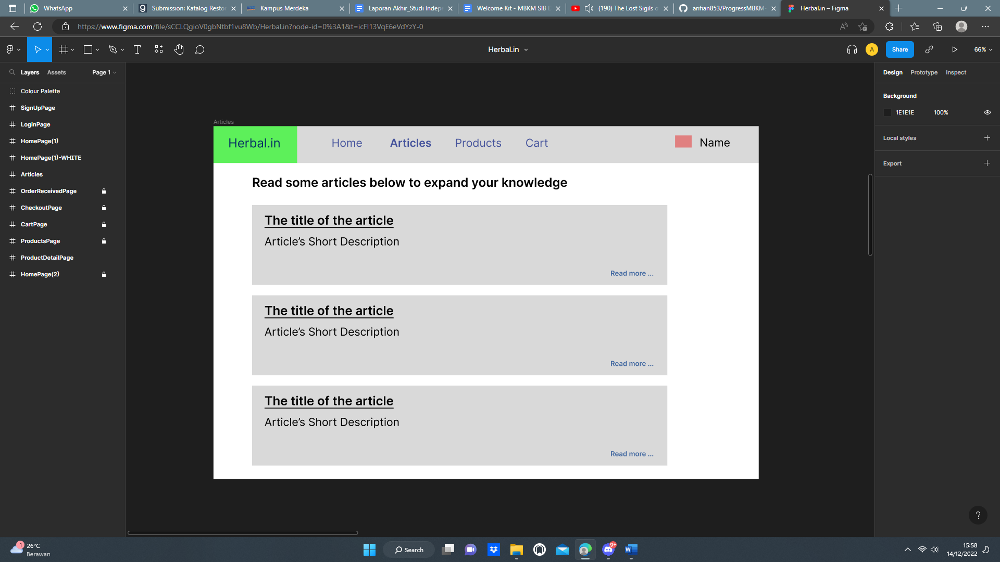 WhatsApp
Submission: Katalog Resto
Kampus Merdeka
Laporan Akhir_Studi Indep
Welcome Kit - MBKM SIB D
(190) The Lost Sigils o
arifian853/ProgressMBKM-
Herbal.in – Figma
https://www.figma.com/file/sCCLQgioV0gbNtbf1vu8Wb/Herbal.in?node-id=0%3A1&t=icFI13VqE6eVdYzY-0
Herbal.in
A
Share
66%
Layers
Assets
Page 1
Colour Palette
SignUpPage
LoginPage
HomePage(1)
HomePage(1)-WHITE
Articles
OrderReceivedPage
CheckoutPage
CartPage
ProductsPage
ProductDetailPage
HomePage(2)
Articles
Herbal.in
Home
Articles
Products
Cart
Name
Read some articles below to expand your knowledge
The title of the article
Article’s Short Description
Read more ...
The title of the article
Article’s Short Description
Read more ...
The title of the article
Article’s Short Description
Read more ...
Design
Prototype
Inspect
Background
1E1E1E
100%
Local styles
Export
?
1
26°C
Berawan
Search
9+
15:58
14/12/2022